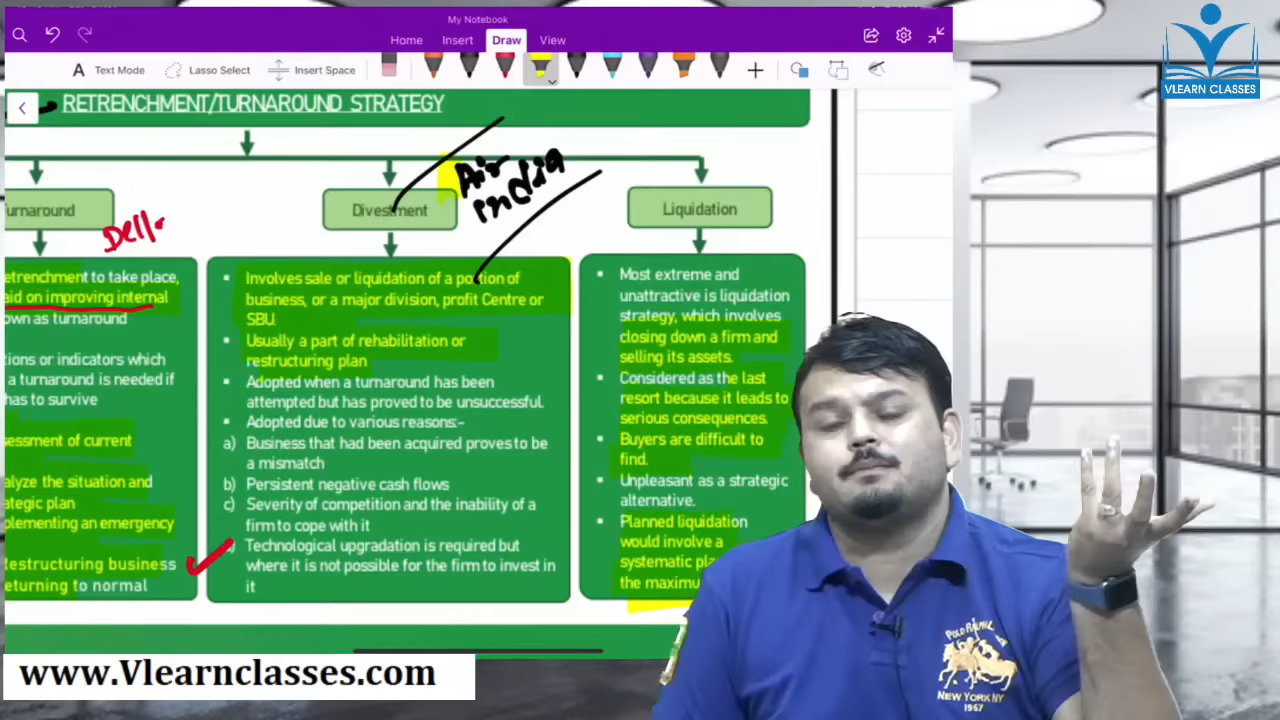 My Notebook
Home Insert Draw View
Text Mode Lasso Select Insert Space
VLEARN CLASSES
RETRENCHMENT/TURNAROUND STRATEGY
urnaround
Dell
etrenchment to take place,
aid on improving internal
own as turnaround
tions or indicators which
a turnaround is needed if
has to survive
sessment of current
alyze the situation and
ategic plan
plementing an emergency
Restructuring business
eturning to normal
Divestment
Air
india
Involves sale or liquidation of a portion of
business, or a major division, profit Centre or
SBU.
Usually a part of rehabilitation or
restructuring plan
Adopted when a turnaround has been
attempted but has proved to be unsuccessful.
Adopted due to various reasons:-
a) Business that had been acquired proves to be
a mismatch
b) Persistent negative cash flows
c) Severity of competition and the inability of a
firm to cope with it
Technological upgradation is required but
where it is not possible for the firm to invest in
it
Liquidation
Most extreme and
unattractive is liquidation
strategy, which involves
closing down a firm and
selling its assets.
Considered as the last
resort because it leads to
serious consequences.
Buyers are difficult to
find.
Unpleasant as a strategic
alternative.
Planned liquidation
would involve a
systematic pla
the maximu
www.Vlearnclasses.com
POLO RALPH L
NEW YORK NY
1967